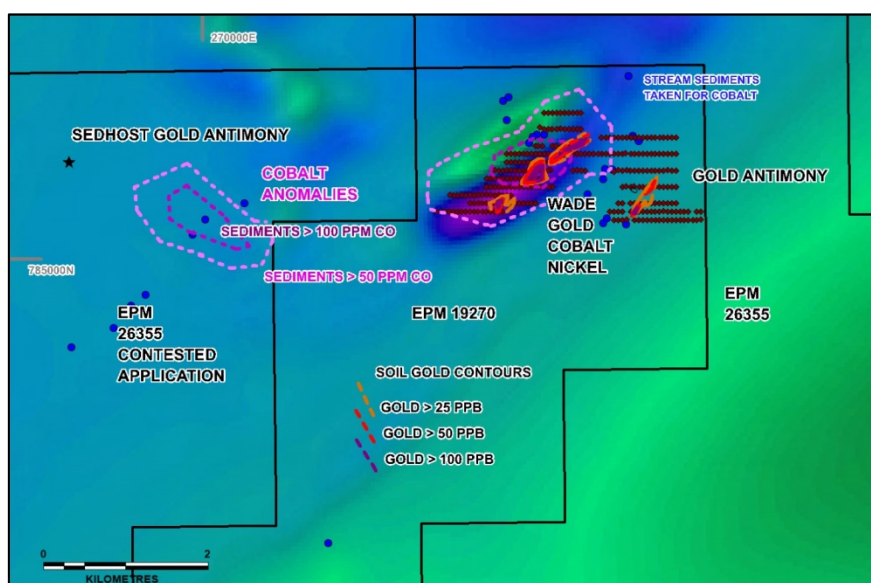 270000E
STREAM SEDIMENTS
TAKEN FOR COBALT
SEDHOST GOLD ANTIMONY
COBALT
ANOMALIES
GOLD ANTIMONY
WADE
GOLD
COBALT
NICKEL
SEDIMENTS > 100 PPM CO
785000N
SEDIMENTS > 50 PPM CO
EPM
26355
CONTESTED
APPLICATION
EPM 19270
EPM
26355
SOIL GOLD CONTOURS
GOLD > 25 PPB
GOLD > 50 PPB
GOLD > 100 PPB
0 2
KILOMETRES